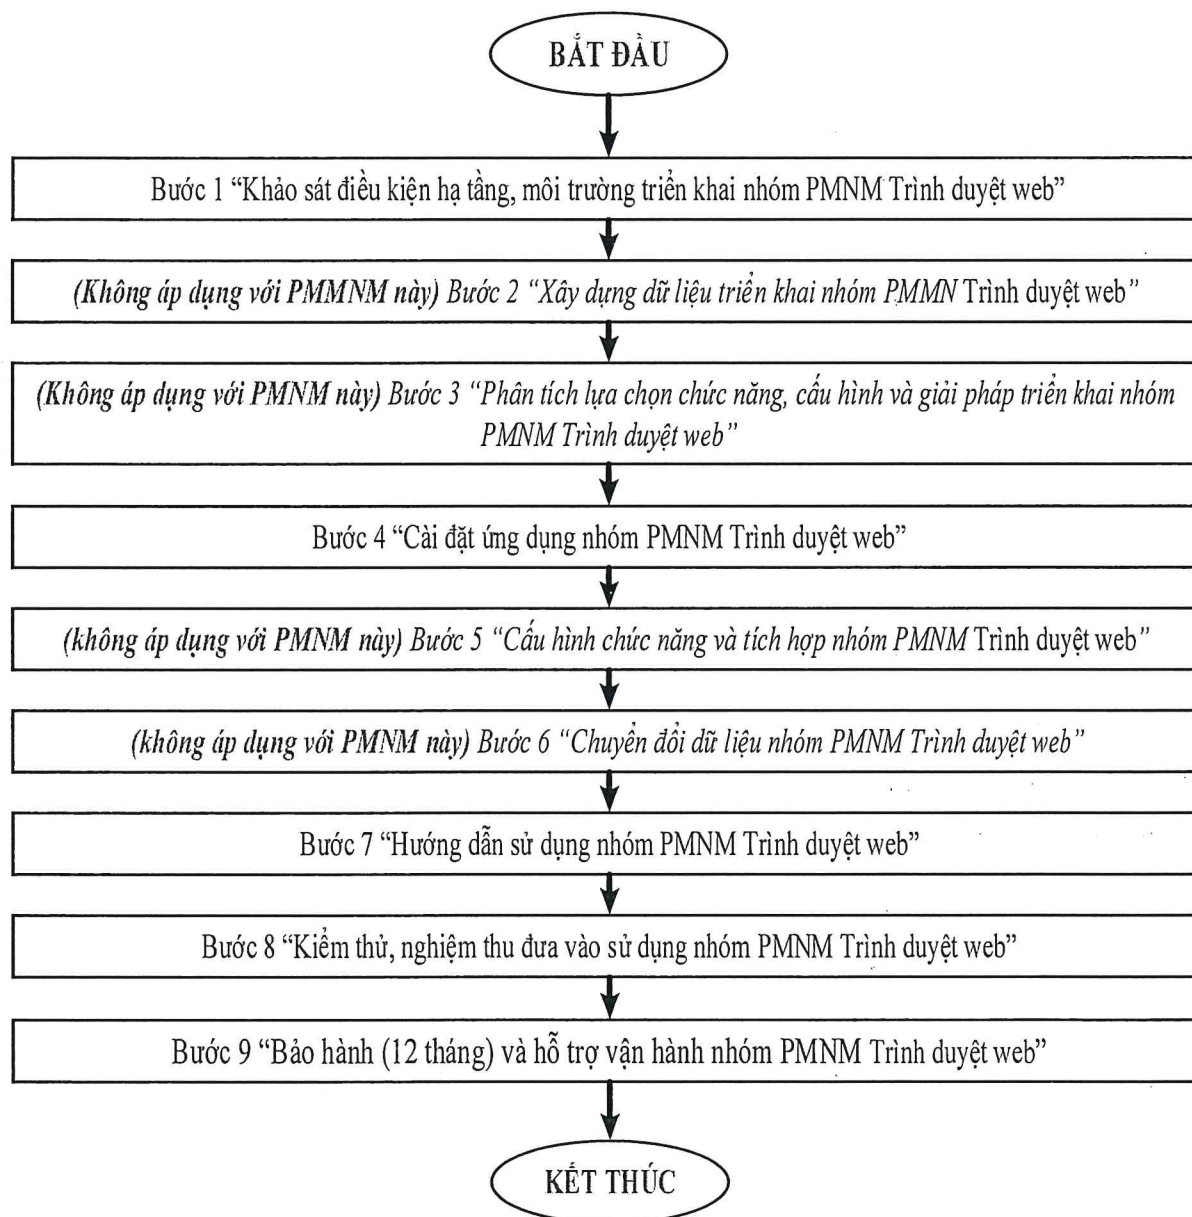 BẮT ĐẦU
Bước 1 “Khảo sát điều kiện hạ tầng, môi trường triển khai nhóm PMNM Trình duyệt web”
(Không áp dụng với PMMNM này) Bước 2 “Xây dựng dữ liệu triển khai nhóm PMMN Trình duyệt web”
(Không áp dụng với PMNM này) Bước 3 “Phân tích lựa chọn chức năng, cấu hình và giải pháp triển khai nhóm
PMNM Trình duyệt web”
Bước 4 “Cài đặt ứng dụng nhóm PMNM Trình duyệt web”
(không áp dụng với PMNM này) Bước 5 “Cấu hình chức năng và tích hợp nhóm PMNM Trình duyệt web”
(không áp dụng với PMNM này) Bước 6 “Chuyển đổi dữ liệu nhóm PMNM Trình duyệt web”
Bước 7 “Hướng dẫn sử dụng nhóm PMNM Trình duyệt web”
Bước 8 “Kiểm thử, nghiệm thu đưa vào sử dụng nhóm PMNM Trình duyệt web”
Bước 9 “Bảo hành (12 tháng) và hỗ trợ vận hành nhóm PMNM Trình duyệt web”
KẾT THÚC